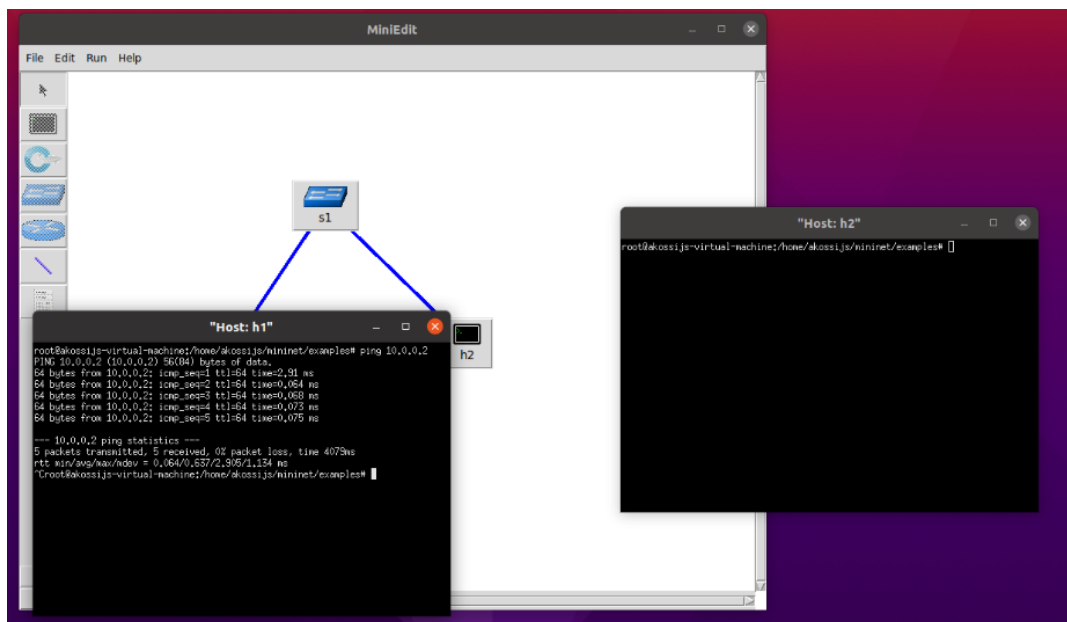 MiniEdit
File Edit Run Help
s1
"Host: h2"
root@akossijs-virtual-machine:/home/akossijs/mininet/examples#
h2
"Host: h1"
root@akossijs-virtual-machine:/home/akossijs/mininet/examples# ping 10.0.0.2
PING 10.0.0.2 (10.0.0.2) 56(84) bytes of data.
64 bytes from 10.0.0.2: icmp_seq=1 ttl=64 time=2.91 ms
64 bytes from 10.0.0.2: icmp_seq=2 ttl=64 time=0.064 ms
64 bytes from 10.0.0.2: icmp_seq=3 ttl=64 time=0.068 ms
64 bytes from 10.0.0.2: icmp_seq=4 ttl=64 time=0.073 ms
64 bytes from 10.0.0.2: icmp_seq=5 ttl=64 time=0.075 ms
--- 10.0.0.2 ping statistics ---
5 packets transmitted, 5 received, 0% packet loss, time 4079ms
rtt min/avg/max/mdev = 0.064/0.637/2.905/1.134 ms
^Croot@akossijs-virtual-machine:/home/akossijs/mininet/examples#